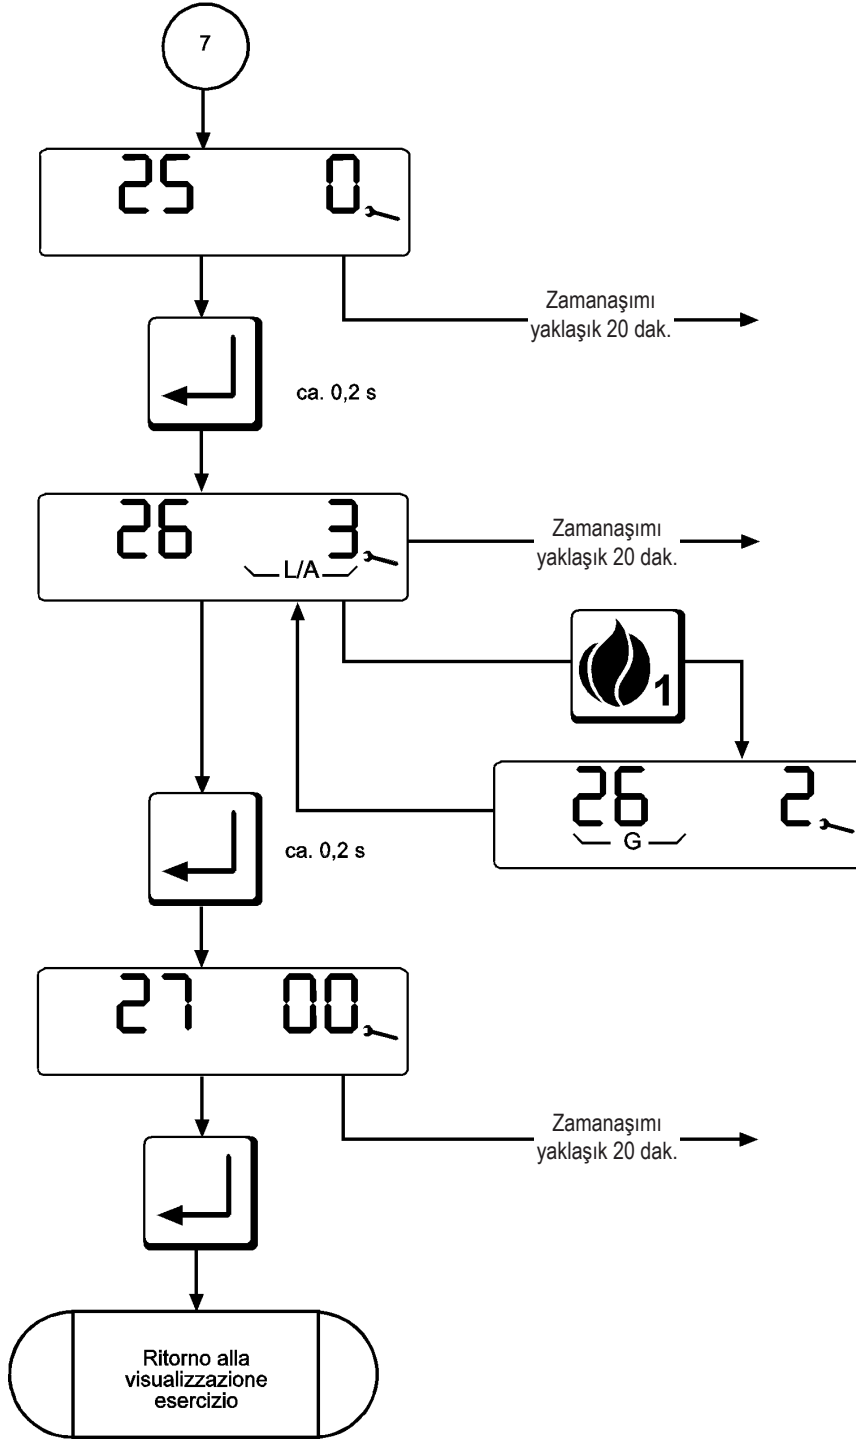 7
25 0
Zamanaşımı
yaklaşık 20 dak.
ca. 0,2 s
26 3
L/A
Zamanaşımı
yaklaşık 20 dak.
1
26 2
G
ca. 0,2 s
27 00
Zamanaşımı
yaklaşık 20 dak.
Ritorno alla
visualizzazione
esercizio